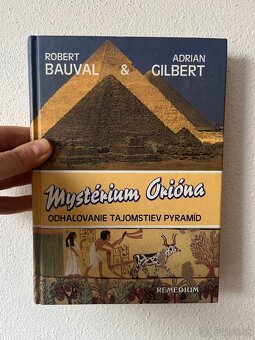 ROBERT ADRIAN
BAUVAL & GILBERT
Mystérium Orióna
ODHAĽOVANIE TAJOMSTIEV PYRAMÍD
REMEDIUM